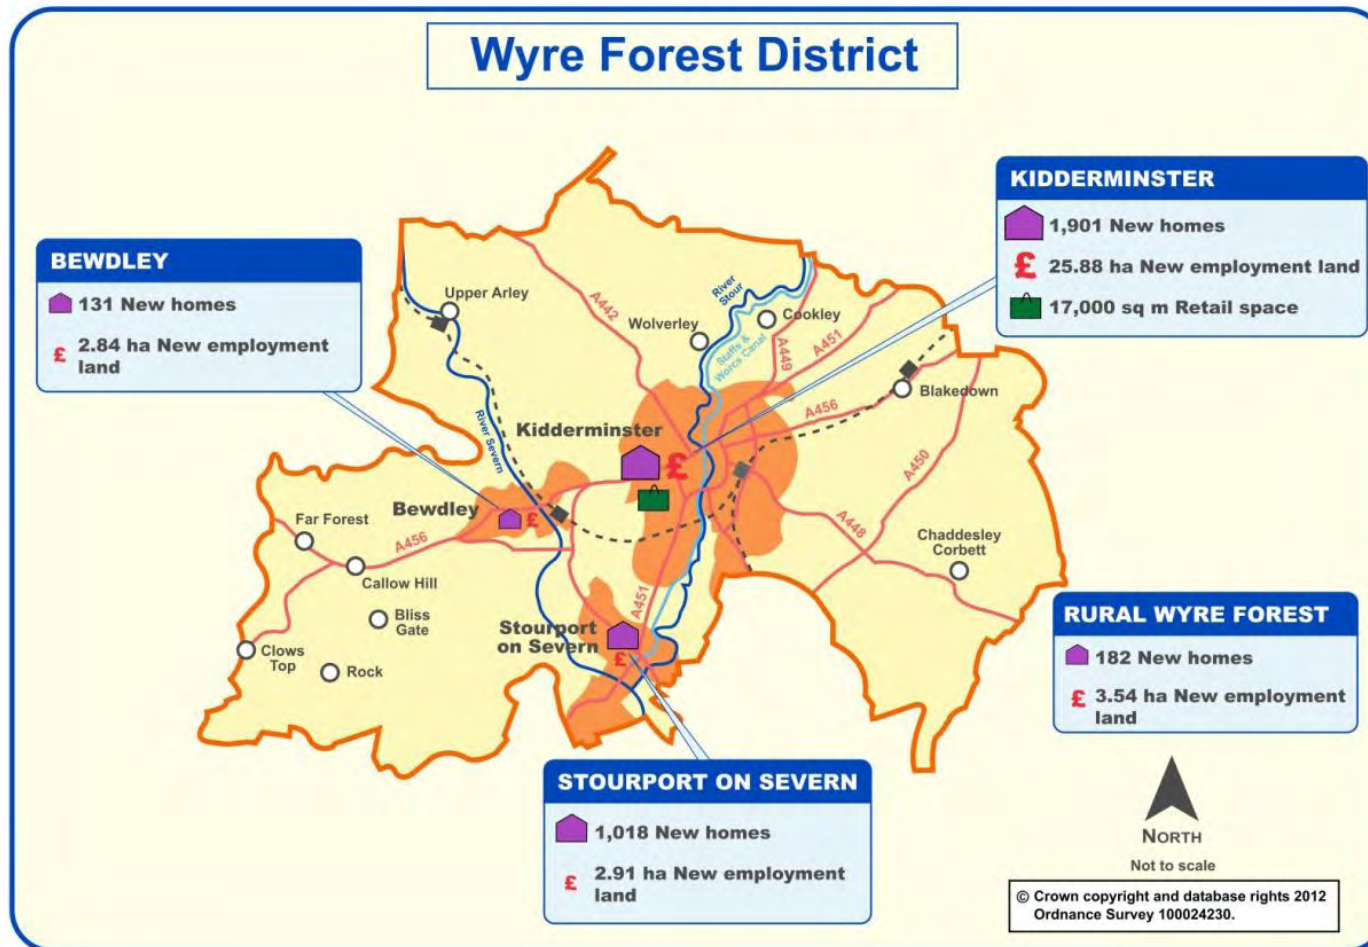 Wyre Forest District
KIDDERMINSTER
1,901 New homes
£ 25.88 ha New employment land
17,000 sq m Retail space
BEWDLEY
131 New homes
£ 2.84 ha New employment
land
Upper Arley
A442
River
Stour
Wolverley
Cookley
Staffs &
Worcs Canal
A449
A451
Blakedown
A456
River Severn
Kidderminster
£
A450
Bewdley
£
Far Forest
A456
Callow Hill
A448
Chaddesley
Corbett
Bliss
Gate
A451
Stourport
on Severn
£
Clows
Top
Rock
RURAL WYRE FOREST
182 New homes
£ 3.54 ha New employment
land
STOURPORT ON SEVERN
1,018 New homes
£ 2.91 ha New employment
land
NORTH
Not to scale
© Crown copyright and database rights 2012
Ordnance Survey 100024230.